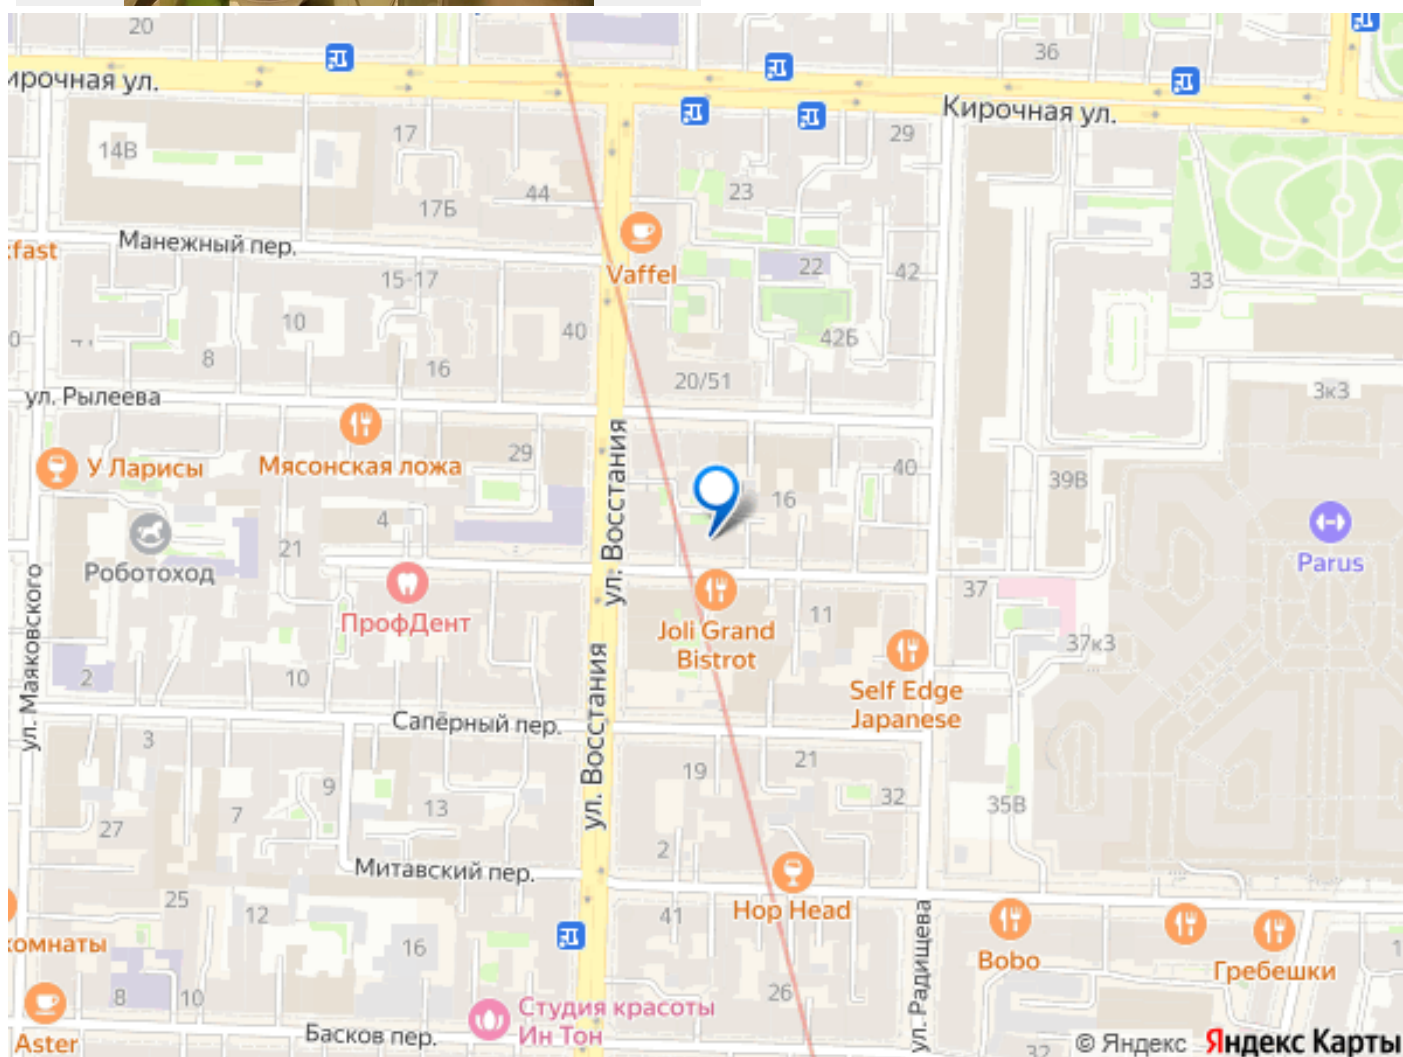 20
36
ирочная ул.
Кирочная ул.
14В
17
29
17Б
44
23
Манежный пер.
fast
Vaffel
22
42
33
15-17
10
40
42Б
8
16
20/51
3к3
ул. Рылеева
У Ларисы
Мясонская ложа
29
ул. Восстания
16
40
39В
4
Роботоход
21
Parus
ул. Маяковского
ПрофДент
Joli Grand
Bistrot
11
37
37к3
Self Edge
Japanese
2
10
Сапёрный пер.
ул. Восстания
3
9
7
13
27
19
21
32
35В
2
Митавский пер.
25
12
16
41
Hop Head
ул. Радищева
Bobo
Гребешки
комнаты
8
10
26
Aster
Студия красоты
Ин Тон
Басков пер.
32
© Яндекс Яндекс Карты